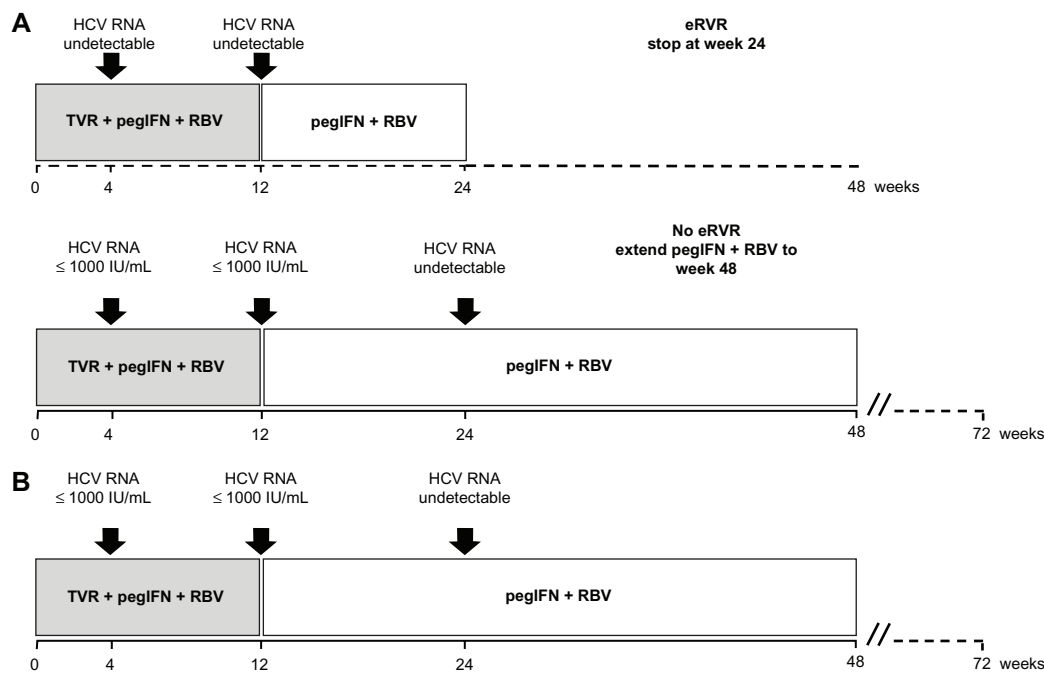 A
HCV RNA
undetectable
HCV RNA
undetectable
eRVR
stop at week 24
TVR + pegIFN + RBV
pegIFN + RBV
0 4 12 24 48 weeks
HCV RNA
≤ 1000 IU/mL
HCV RNA
≤ 1000 IU/mL
HCV RNA
undetectable
No eRVR
extend pegIFN + RBV to
week 48
TVR + pegIFN + RBV
pegIFN + RBV
0 4 12 24 48 72 weeks
B
HCV RNA
≤ 1000 IU/mL
HCV RNA
≤ 1000 IU/mL
HCV RNA
undetectable
TVR + pegIFN + RBV
pegIFN + RBV
0 4 12 24 48 72 weeks